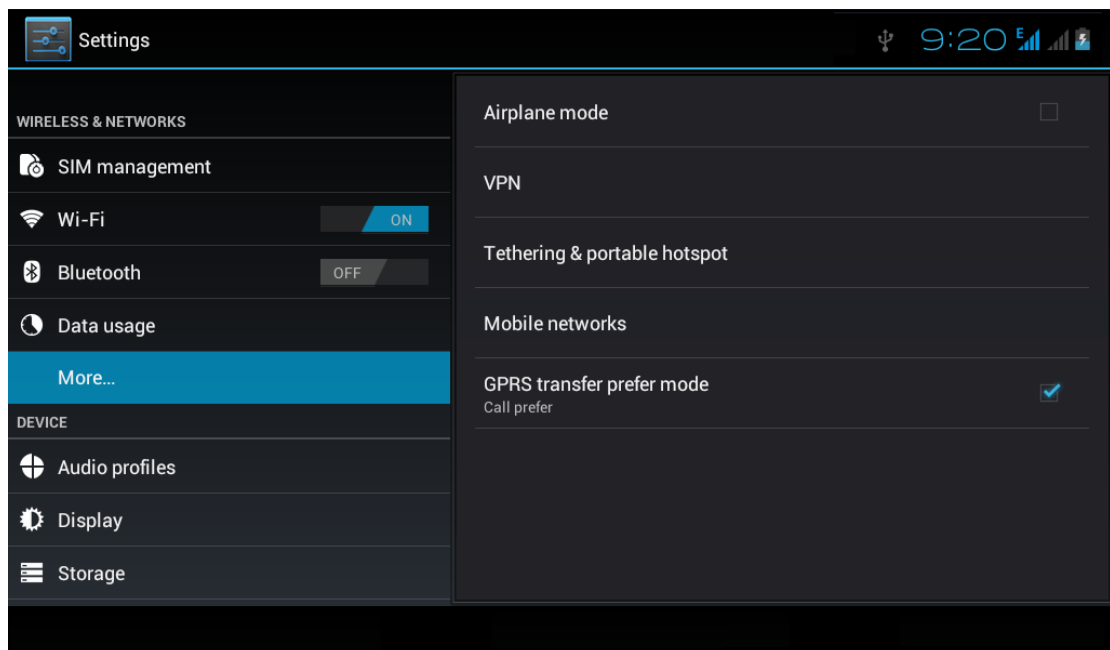 Settings
9:20 E
WIRELESS & NETWORKS
SIM management
Wi-Fi ON
Bluetooth OFF
Data usage
More...
DEVICE
Audio profiles
Display
Storage
Airplane mode
VPN
Tethering & portable hotspot
Mobile networks
GPRS transfer prefer mode
Call prefer